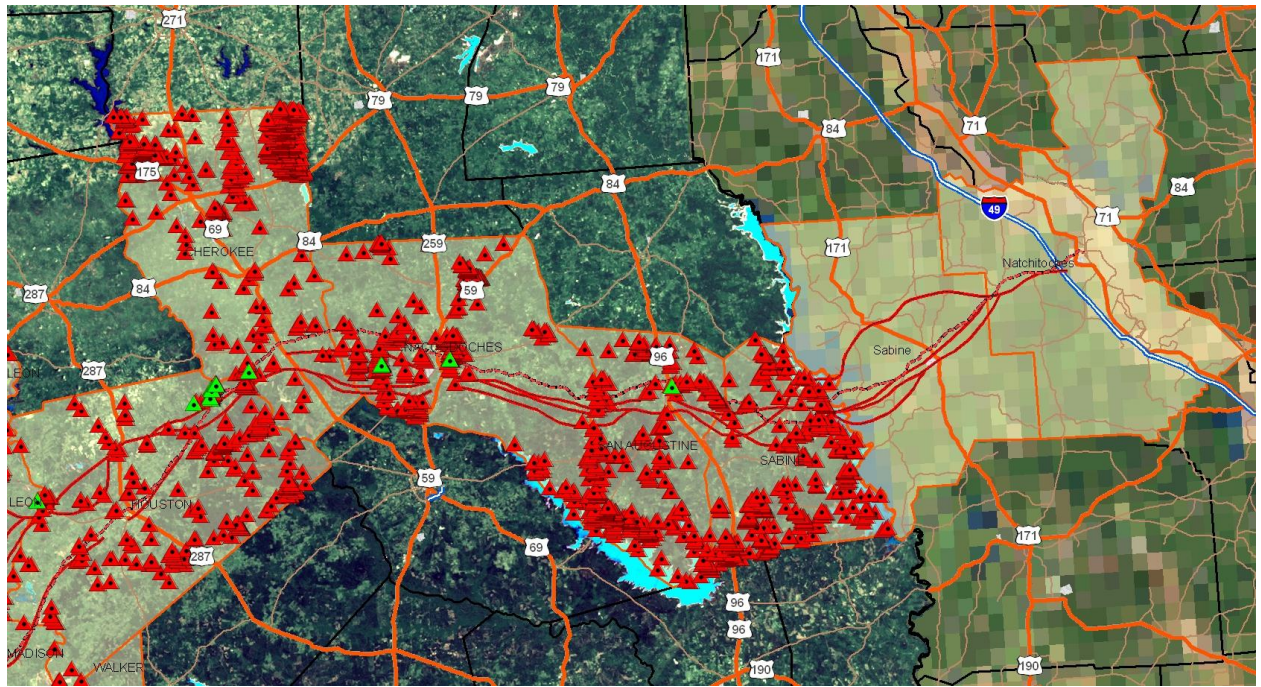 271
171
79
79
79
84
71
175
84
71
49
69
CHEROKEE
84
259
171
84
Natchitoches
287
59
NACOGDOCHES
96
Sabine
LEON
287
SAN AUGUSTINE
SABINE
59
LEON
HOUSTON
171
69
287
96
96
MADISON
WALKER
190
190